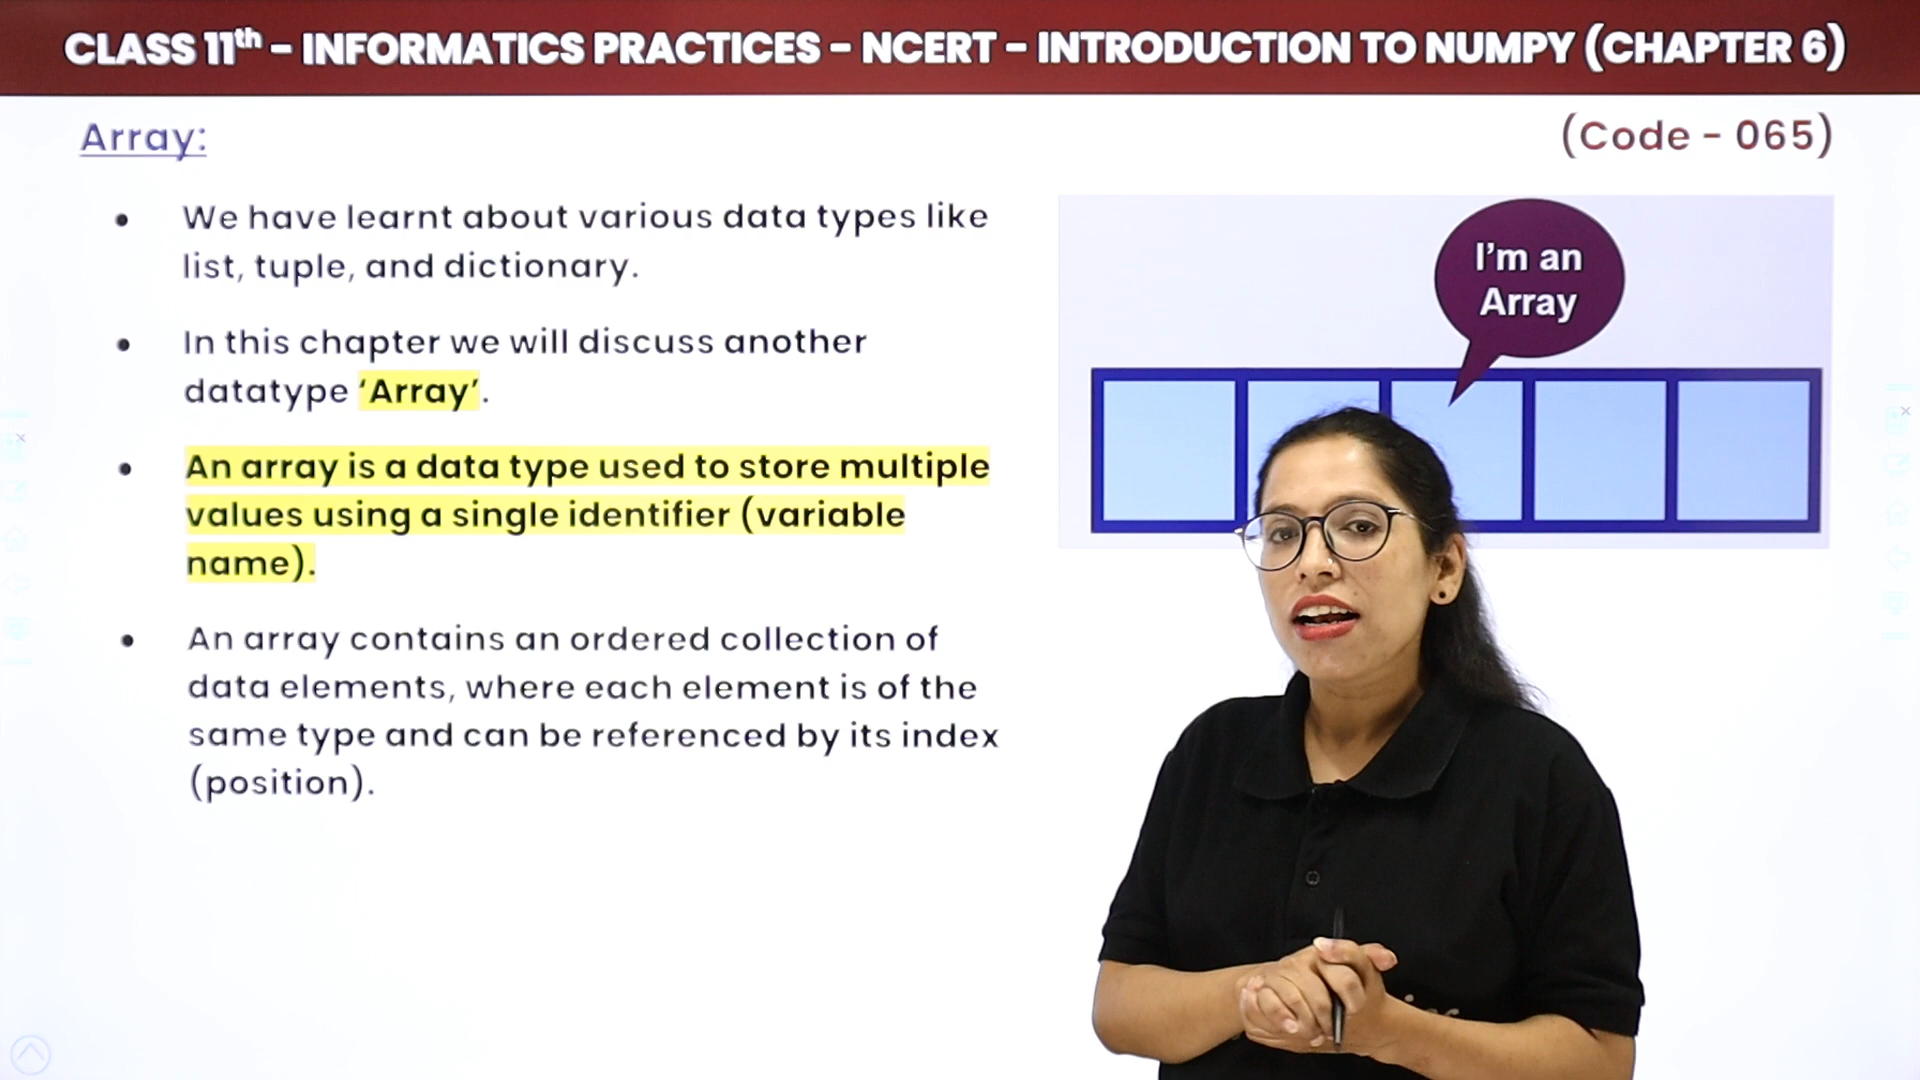 CLASS 11th - INFORMATICS PRACTICES - NCERT - INTRODUCTION TO NUMPY (CHAPTER 6)
Array:
(Code - 065)
• We have learnt about various data types like
list, tuple, and dictionary.
• In this chapter we will discuss another
datatype ‘Array’.
• An array is a data type used to store multiple
values using a single identifier (variable
name).
• An array contains an ordered collection of
data elements, where each element is of the
same type and can be referenced by its index
(position).
I’m an
Array